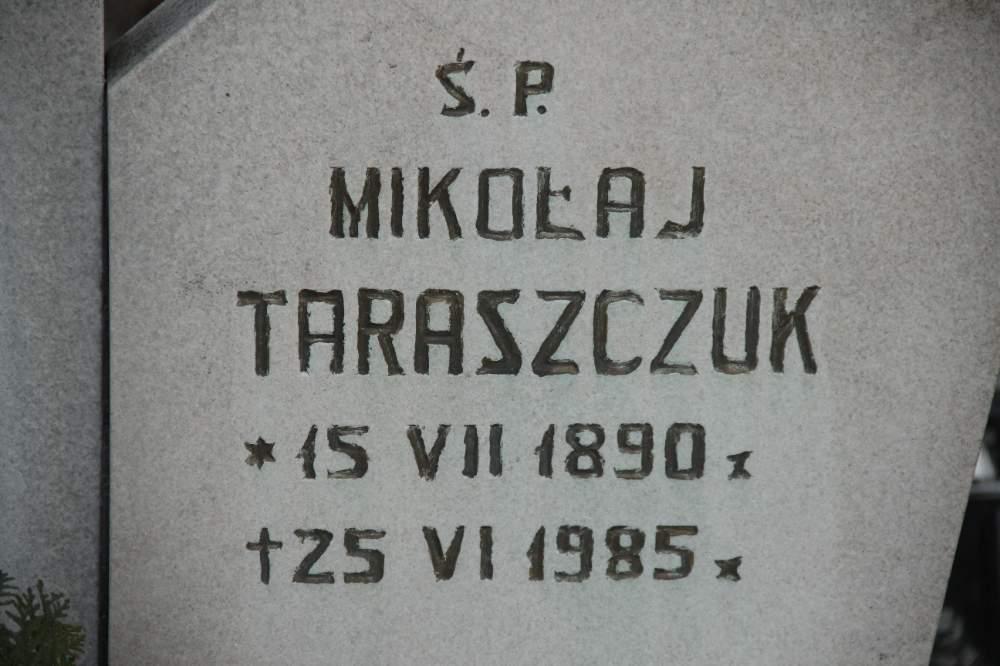 Ś. P.
MIKOŁAJ
TARASZCZUK
* 15 VII 1890 r
† 25 VI 1985 r